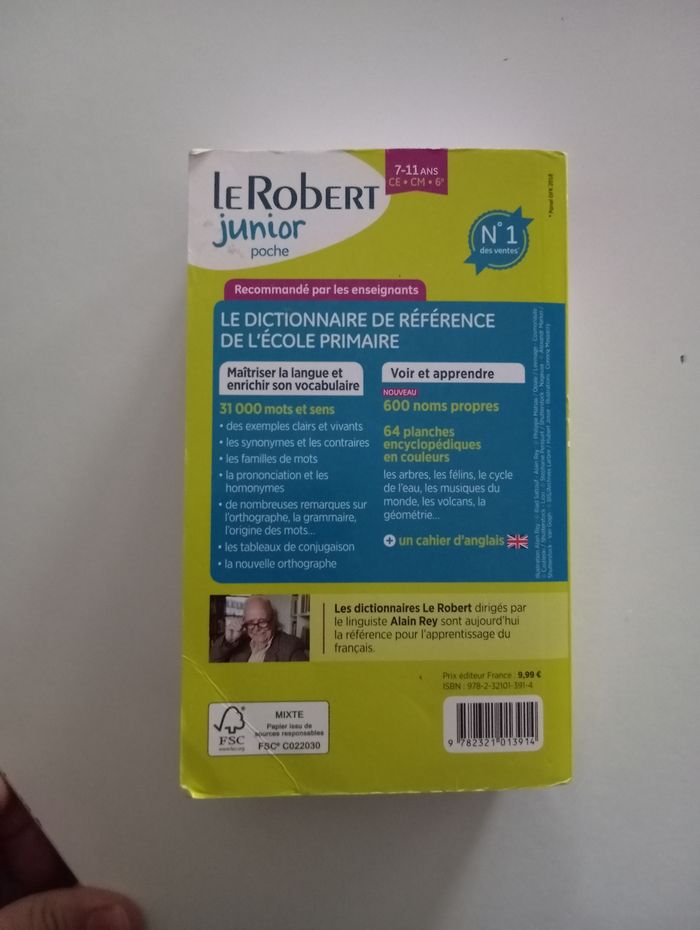 le Robert
junior
poche
7-11 ANS
CE • CM • 6e
* Panel GFK 2018
N°1
des ventes*
Recommandé par les enseignants
LE DICTIONNAIRE DE RÉFÉRENCE
DE L'ÉCOLE PRIMAIRE
Maîtriser la langue et
enrichir son vocabulaire
31 000 mots et sens
• des exemples clairs et vivants
• les synonymes et les contraires
• les familles de mots
• la prononciation et les
homonymes
• de nombreuses remarques sur
l'orthographe, la grammaire,
l'origine des mots...
• les tableaux de conjugaison
• la nouvelle orthographe
Voir et apprendre
NOUVEAU
600 noms propres
64 planches
encyclopédiques
en couleurs
les arbres, les félins, le cycle
de l'eau, les musiques du
monde, les volcans, la
géométrie...
+ un cahier d'anglais
Les dictionnaires Le Robert dirigés par
le linguiste Alain Rey sont aujourd'hui
la référence pour l'apprentissage du
français.
Prix éditeur France : 9,99 €
ISBN : 978-2-32101-391-4
9 782321 013914
FSC
www.fsc.org
MIXTE
Papier issu de
sources responsables
FSC® C022030